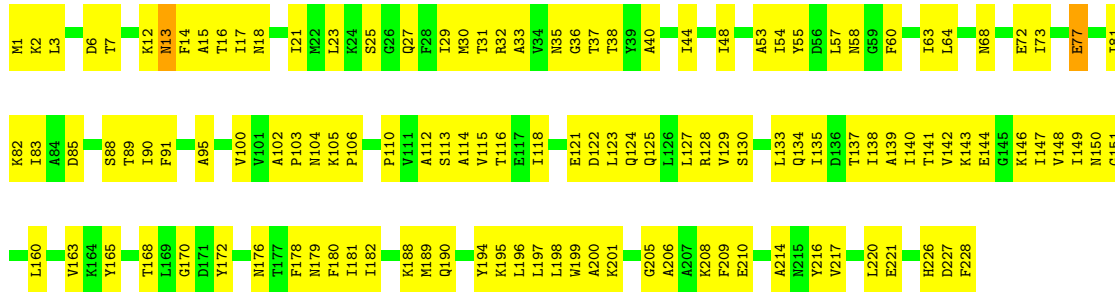 M1 K2 L3 D6 T7 K12 N13 F14 A15 T16 I17 N18 I21 M22 L23 K24 S25 G26 Q27 F28 I29 M30 T31 R32 A33 V34 N35 G36 T37 T38 Y39 A40 I44 I48 A53 I54 Y55 D56 L57 N58 G59 F60 I63 L64 N68 E72 I73 E77 I81
K82 I83 A84 D85 S88 T89 I90 F91 A95 V100 V101 A102 P103 N104 K105 P106 P110 V111 A112 S113 A114 V115 T116 E117 I118 E121 D122 L123 Q124 Q125 L126 L127 R128 V129 S130 L133 Q134 I135 D136 T137 I138 A139 I140 T141 V142 K143 E144 G145 K146 I147 V148 I149 N150
L160 V163 K164 Y165 T168 L169 G170 D171 Y172 N176 T177 F178 N179 F180 I181 I182 K188 M189 Q190 Y194 K195 L196 L197 L198 W199 A200 K201 G205 A206 A207 K208 F209 E210 A214 N215 Y216 V217 L220 E221 H226 D227 F228